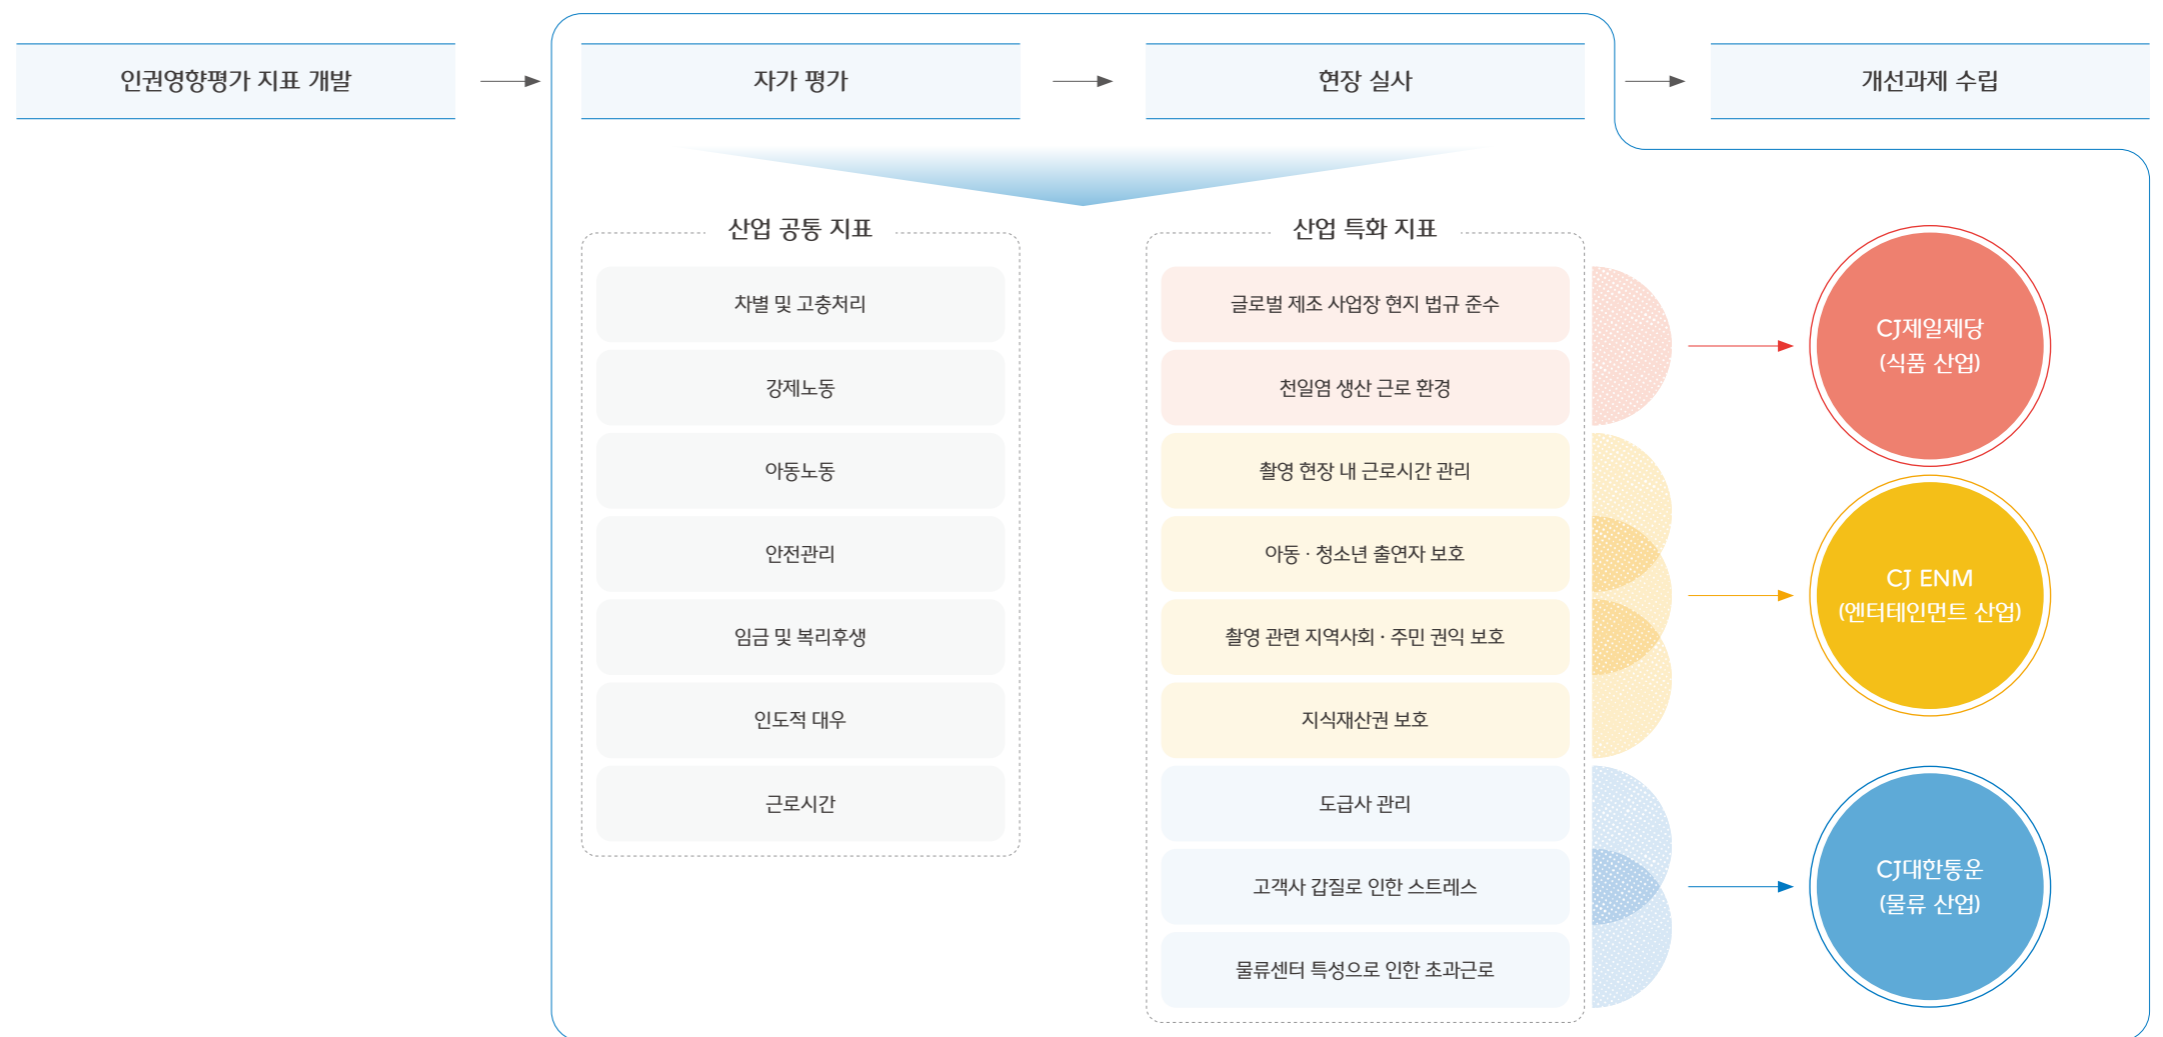 인권영향평가 지표 개발
자가 평가
현장 실사
개선과제 수립
산업 공통 지표
차별 및 고충처리
강제노동
아동노동
안전관리
임금 및 복리후생
인도적 대우
근로시간
산업 특화 지표
글로벌 제조 사업장 현지 법규 준수
천일염 생산 근로 환경
촬영 현장 내 근로시간 관리
아동 · 청소년 출연자 보호
촬영 관련 지역사회 · 주민 권익 보호
지식재산권 보호
도급사 관리
고객사 갑질로 인한 스트레스
물류센터 특성으로 인한 초과근로
CJ제일제당
(식품 산업)
CJ ENM
(엔터테인먼트 산업)
CJ대한통운
(물류 산업)